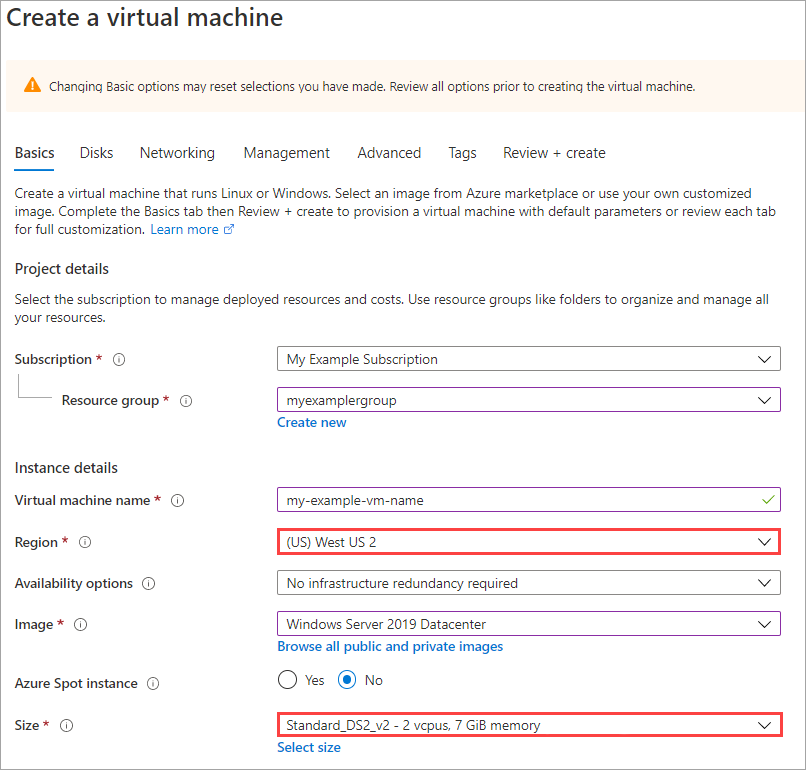 Create a virtual machine
Changing Basic options may reset selections you have made. Review all options prior to creating the virtual machine.
Basics Disks Networking Management Advanced Tags Review + create
Create a virtual machine that runs Linux or Windows. Select an image from Azure marketplace or use your own customized
image. Complete the Basics tab then Review + create to provision a virtual machine with default parameters or review each tab
for full customization. Learn more
Project details
Select the subscription to manage deployed resources and costs. Use resource groups like folders to organize and manage all
your resources.
Subscription * My Example Subscription
Resource group * myexamplergroup
Create new
Instance details
Virtual machine name * my-example-vm-name
Region * (US) West US 2
Availability options No infrastructure redundancy required
Image * Windows Server 2019 Datacenter
Browse all public and private images
Azure Spot instance Yes No
Size * Standard_DS2_v2 - 2 vcpus, 7 GiB memory
Select size